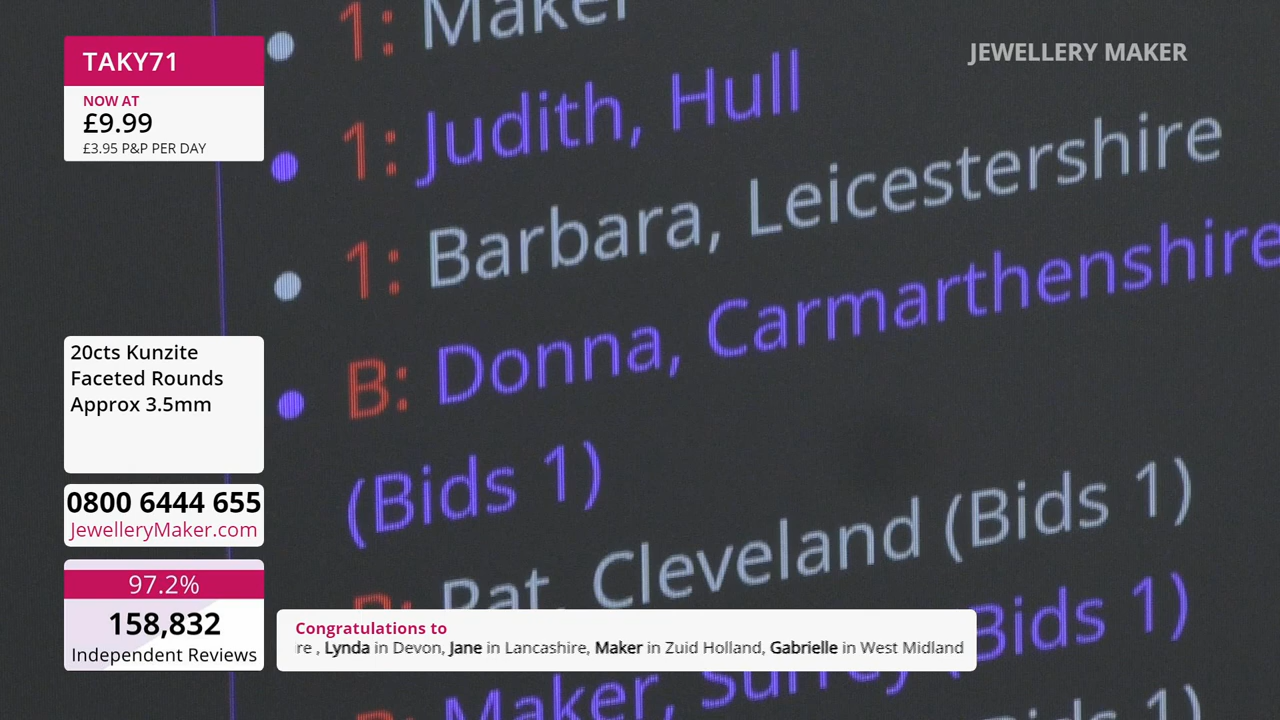 TAKY71
NOW AT
£9.99
£3.95 P&P PER DAY
JEWELLERY MAKER
1: Maker
1: Judith, Hull
1: Barbara, Leicestershire
B: Donna, Carmarthenshire
(Bids 1)
Pat, Cleveland (Bids 1)
Maker, Surrey (Bids 1)
20cts Kunzite
Faceted Rounds
Approx 3.5mm
0800 6444 655
JewelleryMaker.com
97.2%
158,832
Independent Reviews
Congratulations to
re , Lynda in Devon, Jane in Lancashire, Maker in Zuid Holland, Gabrielle in West Midland